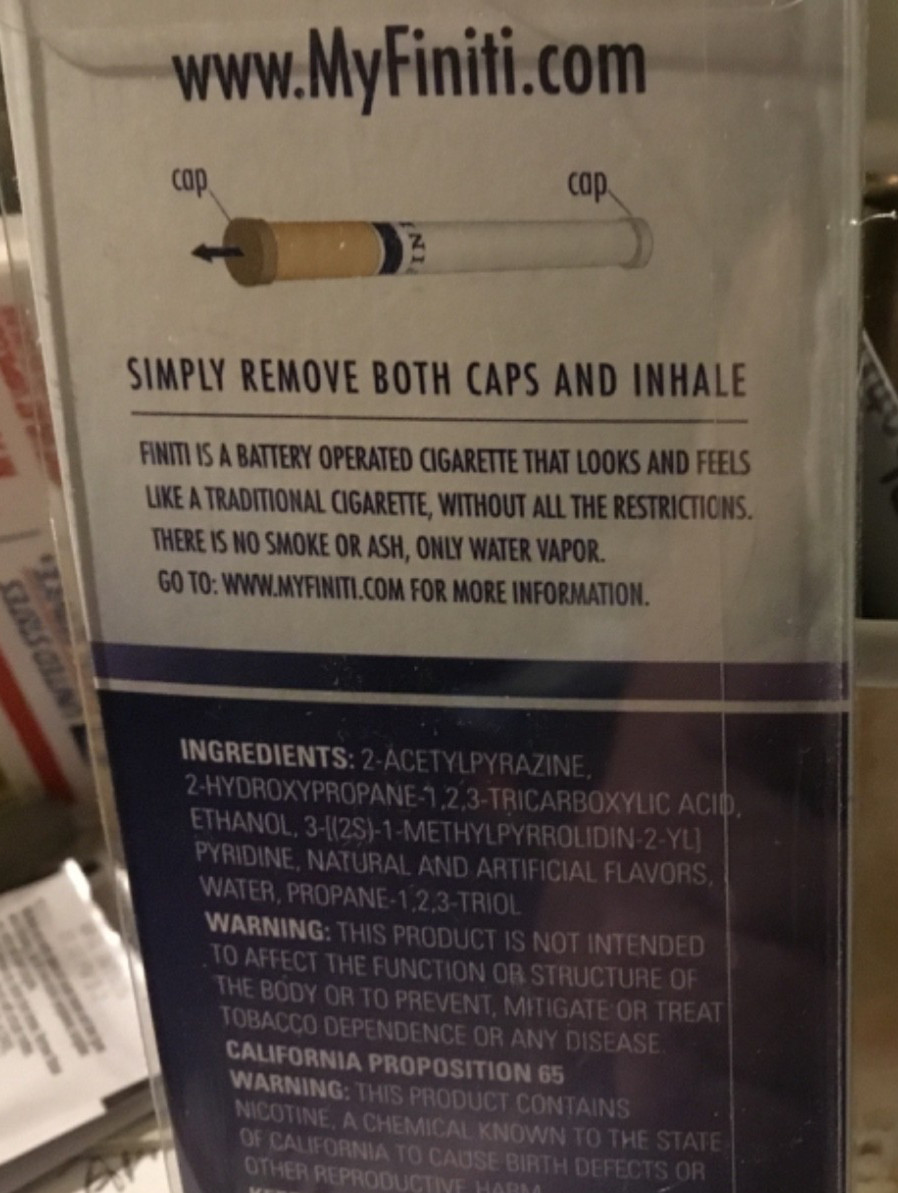 www.MyFiniti.com
cap
cap
FINI
SIMPLY REMOVE BOTH CAPS AND INHALE
FINITI IS A BATTERY OPERATED CIGARETTE THAT LOOKS AND FEELS
LIKE A TRADITIONAL CIGARETTE, WITHOUT ALL THE RESTRICTIONS.
THERE IS NO SMOKE OR ASH, ONLY WATER VAPOR.
GO TO: WWW.MYFINITI.COM FOR MORE INFORMATION.
INGREDIENTS: 2-ACETYLPYRAZINE,
2-HYDROXYPROPANE-1,2,3-TRICARBOXYLIC ACID,
ETHANOL, 3-[(2S)-1-METHYLPYRROLIDIN-2-YL]
PYRIDINE, NATURAL AND ARTIFICIAL FLAVORS,
WATER, PROPANE-1,2,3-TRIOL
WARNING: THIS PRODUCT IS NOT INTENDED
TO AFFECT THE FUNCTION OR STRUCTURE OF
THE BODY OR TO PREVENT, MITIGATE OR TREAT
TOBACCO DEPENDENCE OR ANY DISEASE.
CALIFORNIA PROPOSITION 65
WARNING: THIS PRODUCT CONTAINS
NICOTINE, A CHEMICAL KNOWN TO THE STATE
OF CALIFORNIA TO CAUSE BIRTH DEFECTS OR
OTHER REPRODUCTIVE HARM